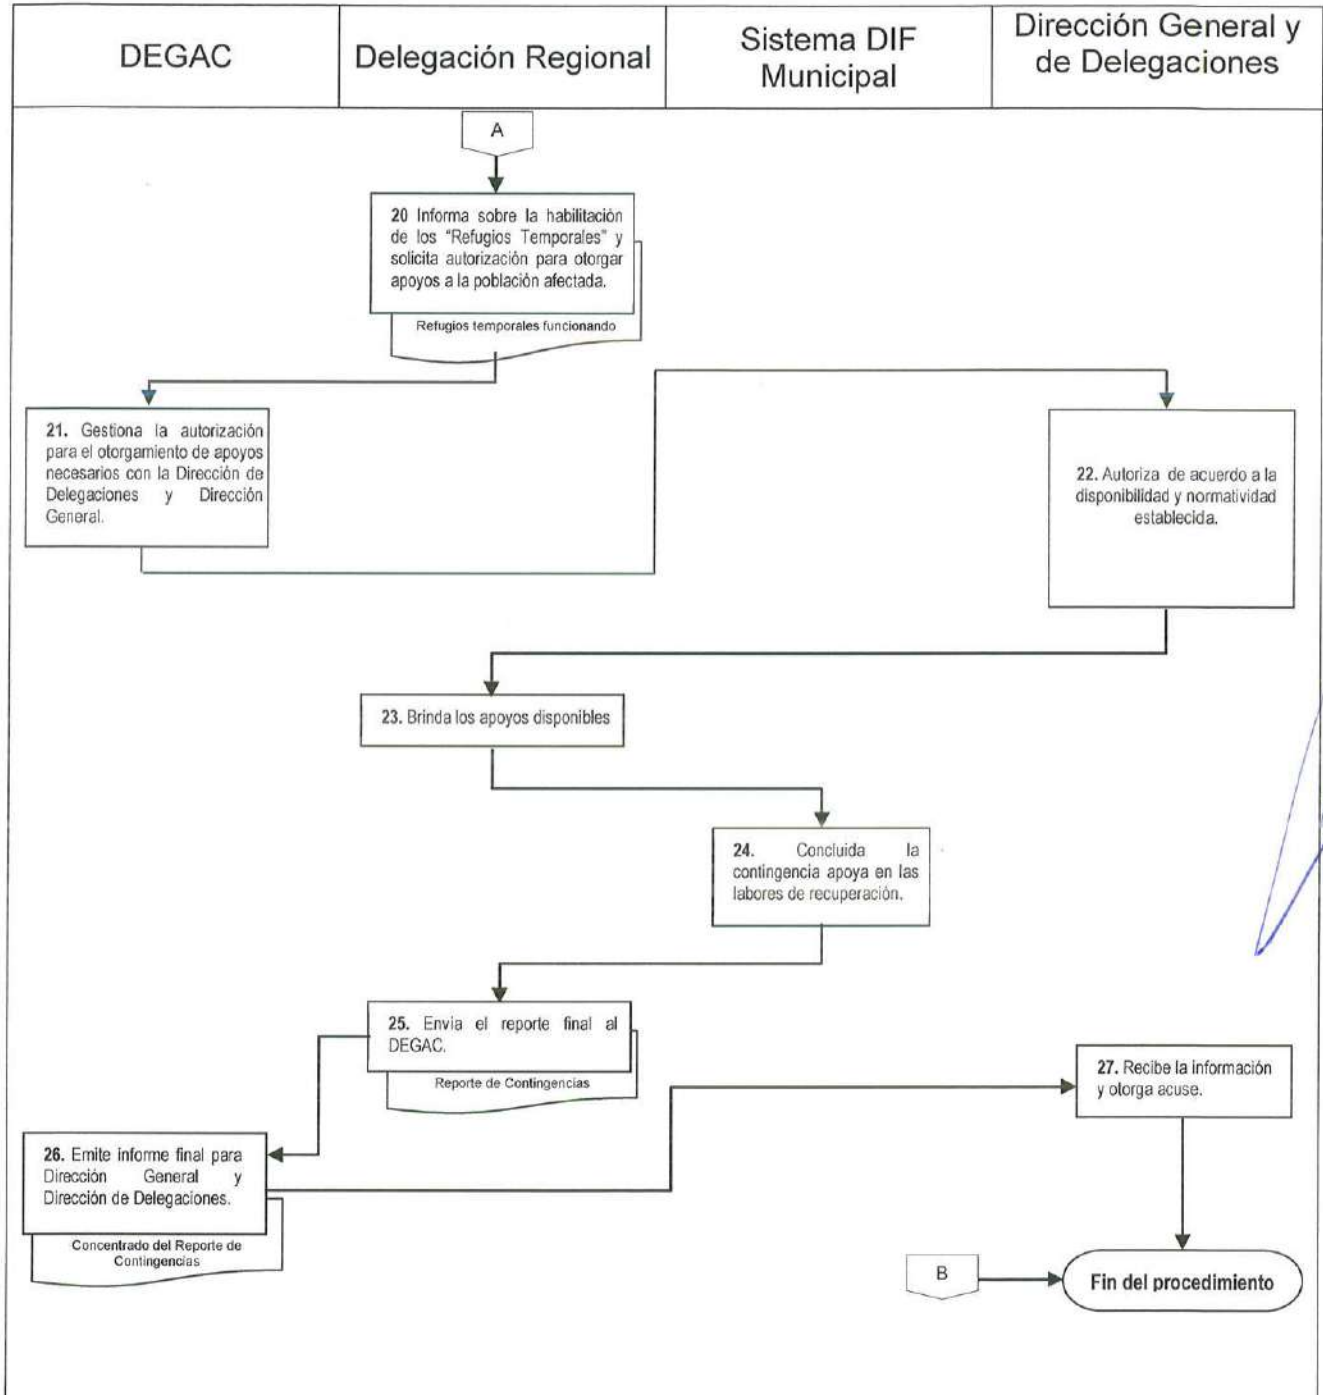 DEGAC
Delegación Regional
Sistema DIF
Municipal
Dirección General y
de Delegaciones
A
20 Informa sobre la habilitación
de los "Refugios Temporales" y
solicita autorización para otorgar
apoyos a la población afectada.
Refugios temporales funcionando
21. Gestiona la autorización
para el otorgamiento de apoyos
necesarios con la Dirección de
Delegaciones y Dirección
General.
22. Autoriza de acuerdo a la
disponibilidad y normatividad
establecida.
23. Brinda los apoyos disponibles
24. Concluida la
contingencia apoya en las
labores de recuperación.
25. Envia el reporte final al
DEGAC.
Reporte de Contingencias
26. Emite informe final para
Dirección General y
Dirección de Delegaciones.
Concentrado del Reporte de
Contingencias
27. Recibe la información
y otorga acuse.
B
Fin del procedimiento